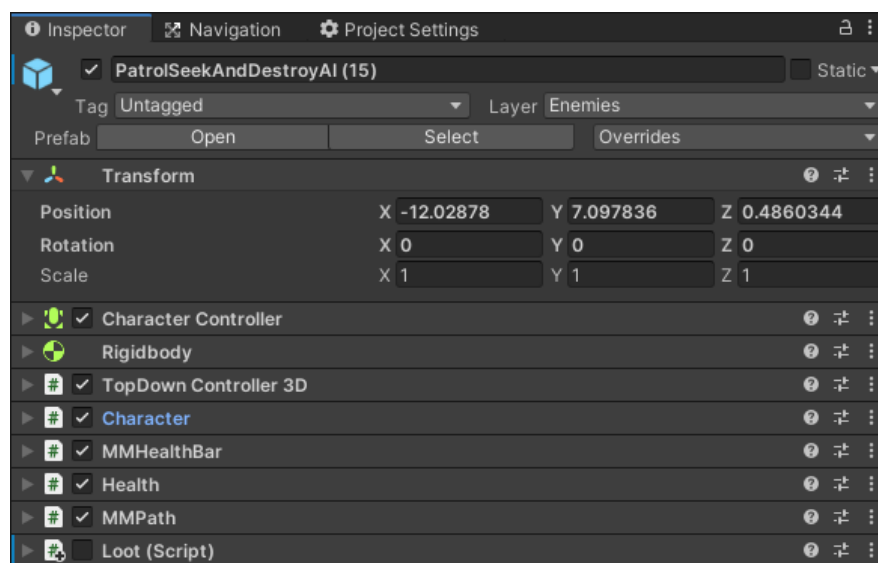 Inspector Navigation Project Settings
PatrolSeekAndDestroyAI (15) Static
Tag Untagged Layer Enemies
Prefab Open Select Overrides
Transform
Position X -12.02878 Y 7.097836 Z 0.4860344
Rotation X 0 Y 0 Z 0
Scale X 1 Y 1 Z 1
Character Controller
Rigidbody
TopDown Controller 3D
Character
MMHealthBar
Health
MMPath
Loot (Script)